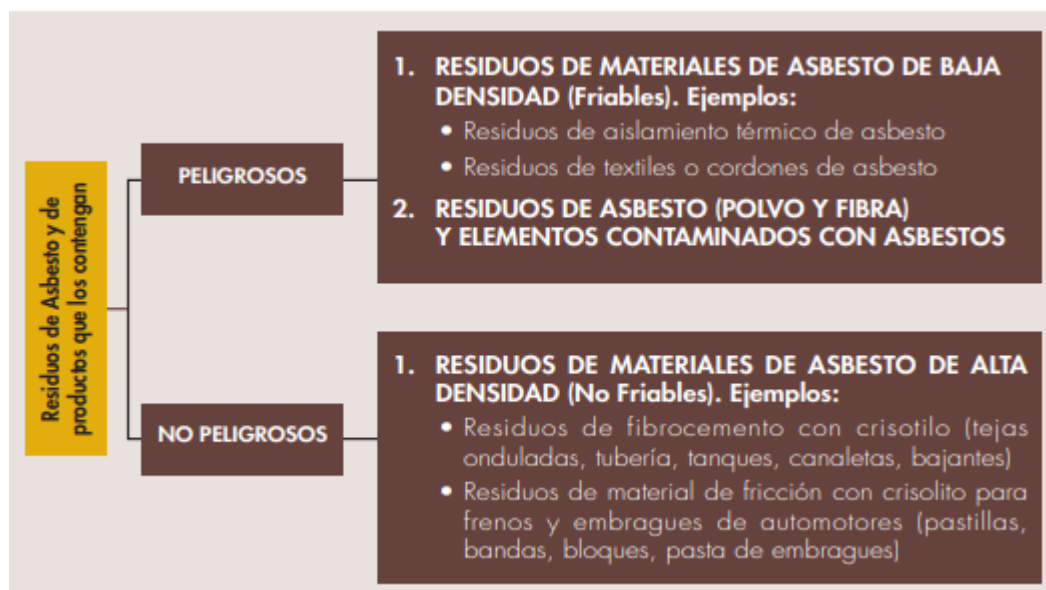 Residuos de Asbesto y de
productos que los contengan
PELIGROSOS
1. RESIDUOS DE MATERIALES DE ASBESTO DE BAJA
DENSIDAD (Friables). Ejemplos:
• Residuos de aislamiento térmico de asbesto
• Residuos de textiles o cordones de asbesto
2. RESIDUOS DE ASBESTO (POLVO Y FIBRA)
Y ELEMENTOS CONTAMINADOS CON ASBESTOS
NO PELIGROSOS
1. RESIDUOS DE MATERIALES DE ASBESTO DE ALTA
DENSIDAD (No Friables). Ejemplos:
• Residuos de fibrocemento con crisotilo (tejas
onduladas, tubería, tanques, canaletas, bajantes)
• Residuos de material de fricción con crisolito para
frenos y embragues de automotores (pastillas,
bandas, bloques, pasta de embragues)